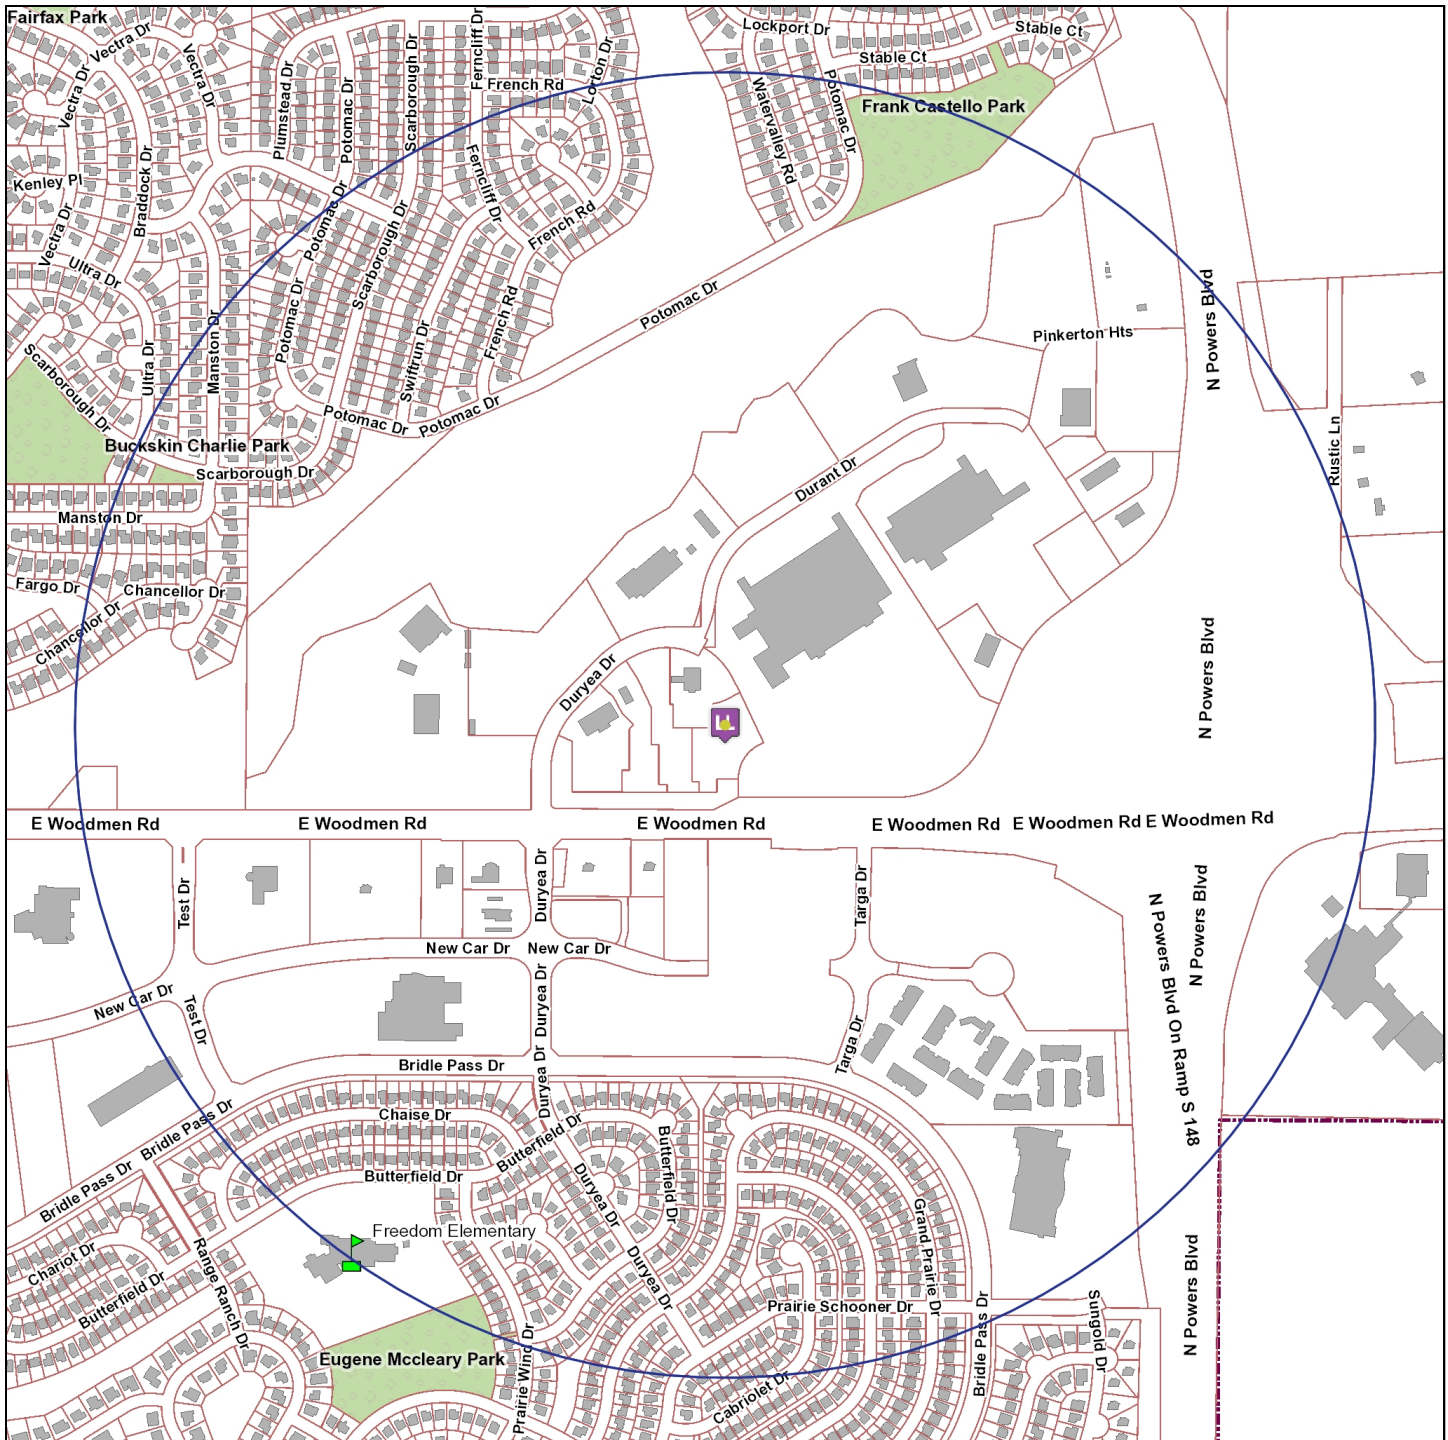 Fairfax Park
Vectra Dr
Vectra Dr
Vectra Dr
Plumstead Dr
Potomac Dr
Scarborough Dr
Ferncliff Dr
French Rd
Lorton Dr
Lockport Dr
Stable Ct
Stable Ct
Watervalley Rd
Potomac Dr
Frank Castello Park
Kenley Pl
Braddock Dr
Vectra Dr
Ultra Dr
Potomac Dr
Scarborough Dr
Ferncliff Dr
French Rd
Potomac Dr
Manston Dr
Ultra Dr
Swiftrun Dr
French Rd
Potomac Dr
Pinkerton Hts
N Powers Blvd
Scarborough Dr
Buckskin Charlie Park
Potomac Dr
Potomac Dr
Scarborough Dr
Rustic Ln
Durant Dr
Manston Dr
Fargo Dr
Chancellor Dr
Chancellor Dr
Duryea Dr
N Powers Blvd
E Woodmen Rd
E Woodmen Rd
E Woodmen Rd
E Woodmen Rd
E Woodmen Rd
E Woodmen Rd
Test Dr
Duryea Dr
Targa Dr
N Powers Blvd
New Car Dr
New Car Dr
New Car Dr
Test Dr
Duryea Dr
Targa Dr
N Powers Blvd On Ramp S 148
Bridle Pass Dr
Duryea Dr
Chaise Dr
Bridle Pass Dr
Butterfield Dr
Butterfield Dr
Butterfield Dr
Bridle Pass Dr
Duryea Dr
Grand Prairie Dr
Freedom Elementary
Chariot Dr
Butterfield Dr
Range Ranch Dr
Duryea Dr
Prairie Schooner Dr
Bridle Pass Dr
Sungold Dr
N Powers Blvd
Eugene Mccleary Park
Prairie Wind Dr
Cabriolet Dr